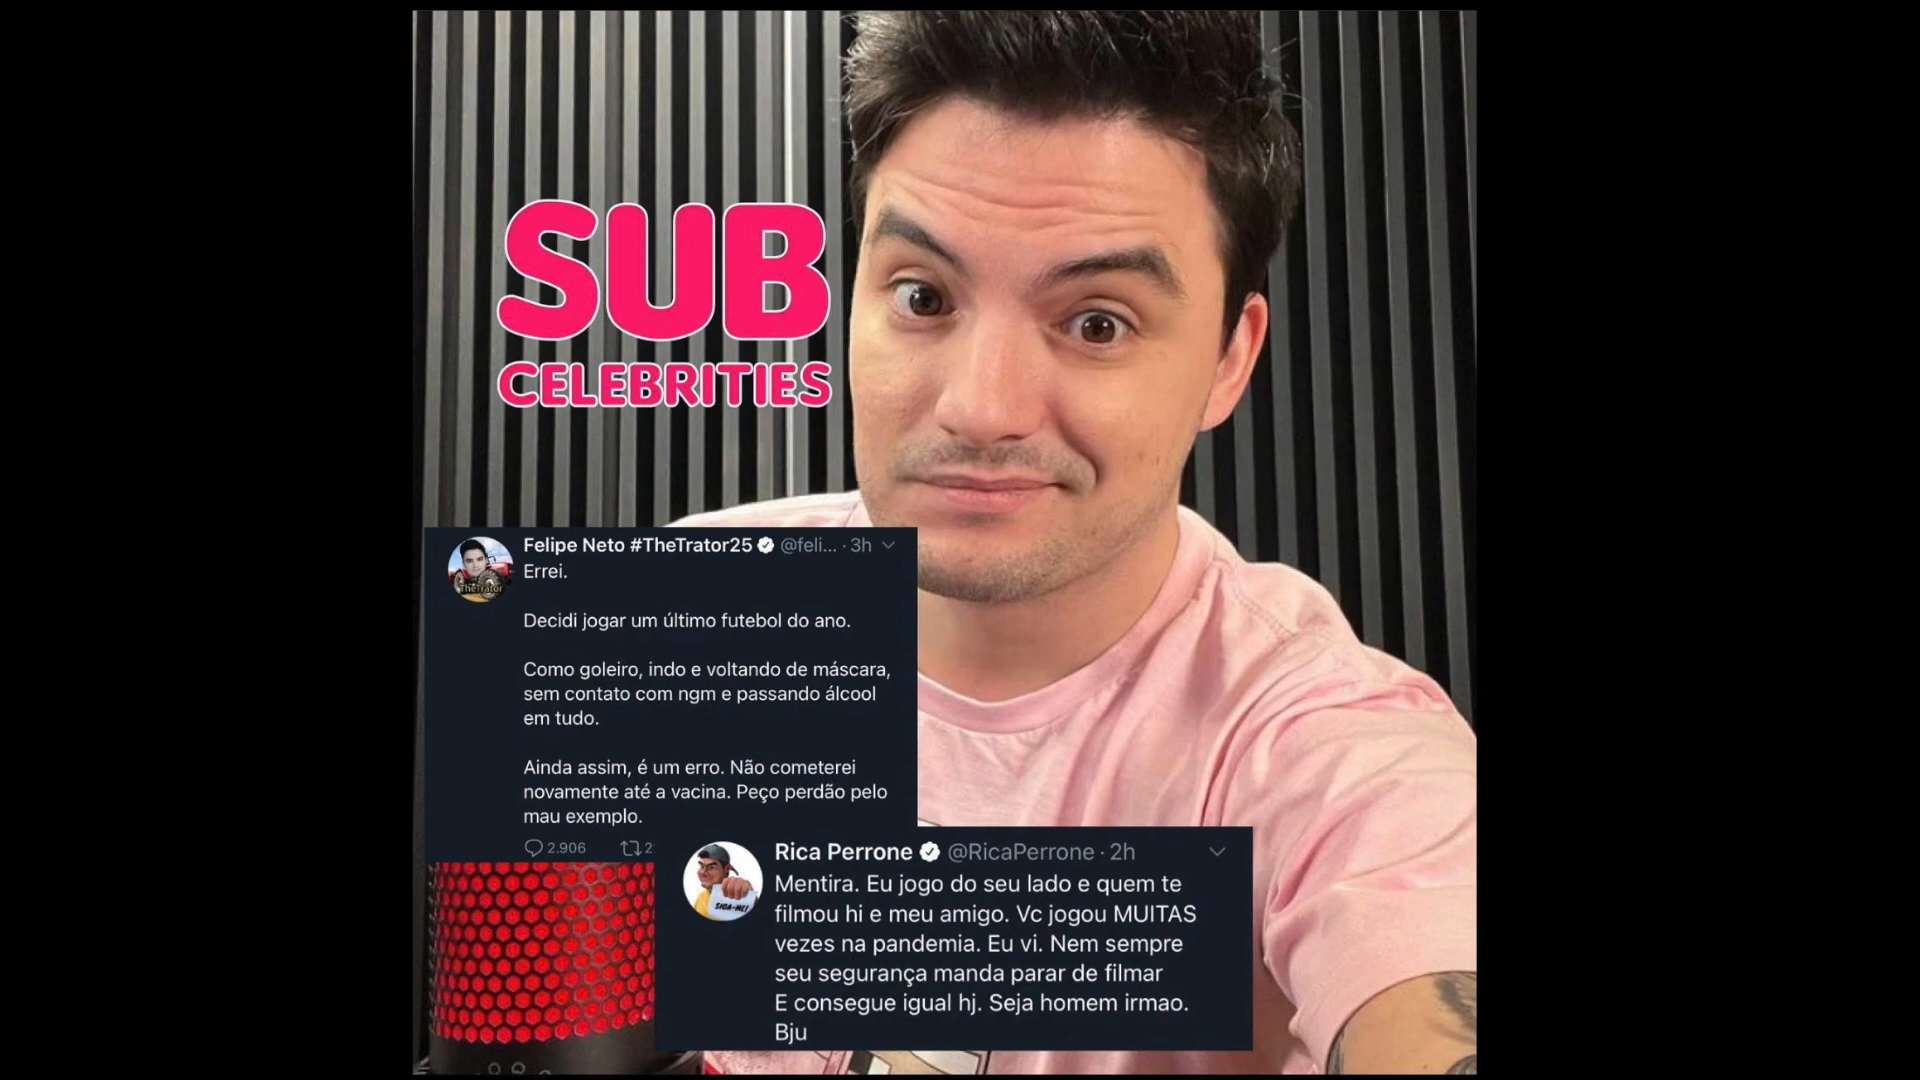 SUB
CELEBRITIES
Felipe Neto #TheTrator25 @feli... · 3h
Errei.
Decidi jogar um último futebol do ano.
Como goleiro, indo e voltando de máscara,
sem contato com ngm e passando álcool
em tudo.
Ainda assim, é um erro. Não cometerei
novamente até a vacina. Peço perdão pelo
mau exemplo.
2.906
Rica Perrone @RicaPerrone · 2h
Mentira. Eu jogo do seu lado e quem te
filmou hi e meu amigo. Vc jogou MUITAS
vezes na pandemia. Eu vi. Nem sempre
seu segurança manda parar de filmar
E consegue igual hj. Seja homem irmao.
Bju
TheTrator
SIGA-ME!